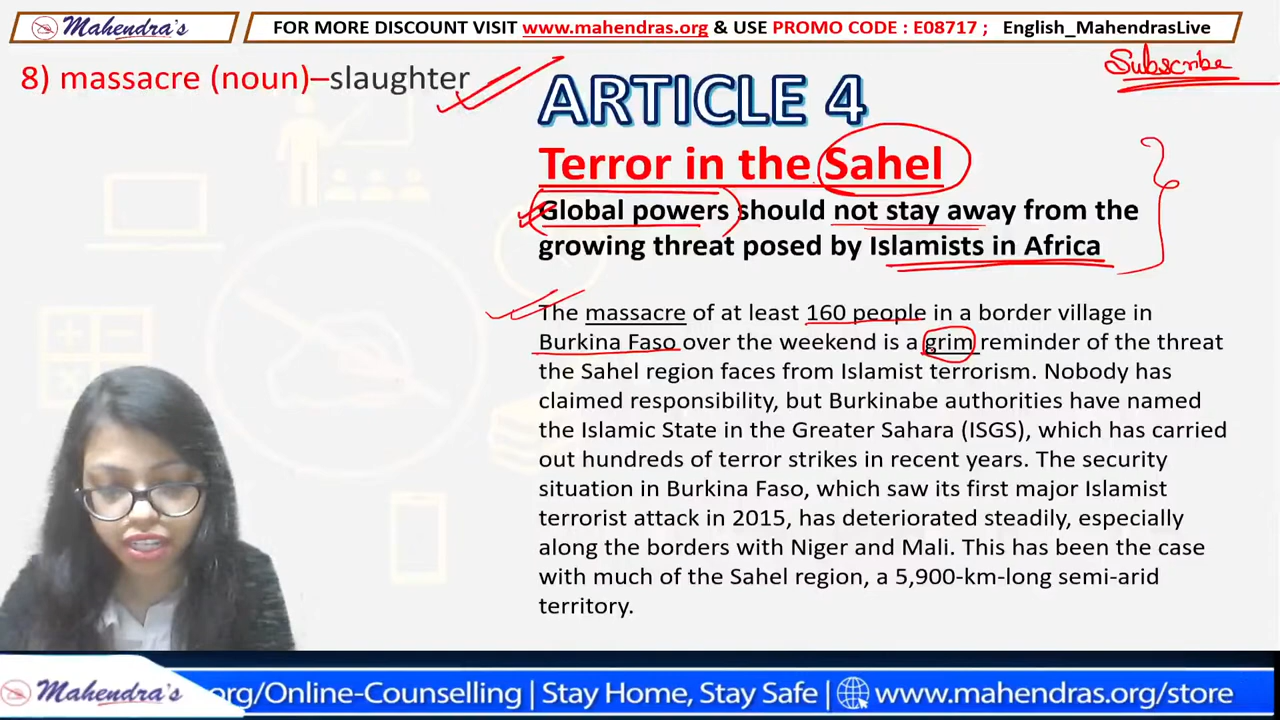 Mahendra's
FOR MORE DISCOUNT VISIT www.mahendras.org & USE PROMO CODE : E08717 ; English_MahendrasLive
Subscribe
8) massacre (noun)–slaughter
ARTICLE 4
Terror in the Sahel
Global powers should not stay away from the
growing threat posed by Islamists in Africa
The massacre of at least 160 people in a border village in
Burkina Faso over the weekend is a grim reminder of the threat
the Sahel region faces from Islamist terrorism. Nobody has
claimed responsibility, but Burkinabe authorities have named
the Islamic State in the Greater Sahara (ISGS), which has carried
out hundreds of terror strikes in recent years. The security
situation in Burkina Faso, which saw its first major Islamist
terrorist attack in 2015, has deteriorated steadily, especially
along the borders with Niger and Mali. This has been the case
with much of the Sahel region, a 5,900-km-long semi-arid
territory.
Mahendra's .org/Online-Counselling | Stay Home, Stay Safe | www.mahendras.org/store